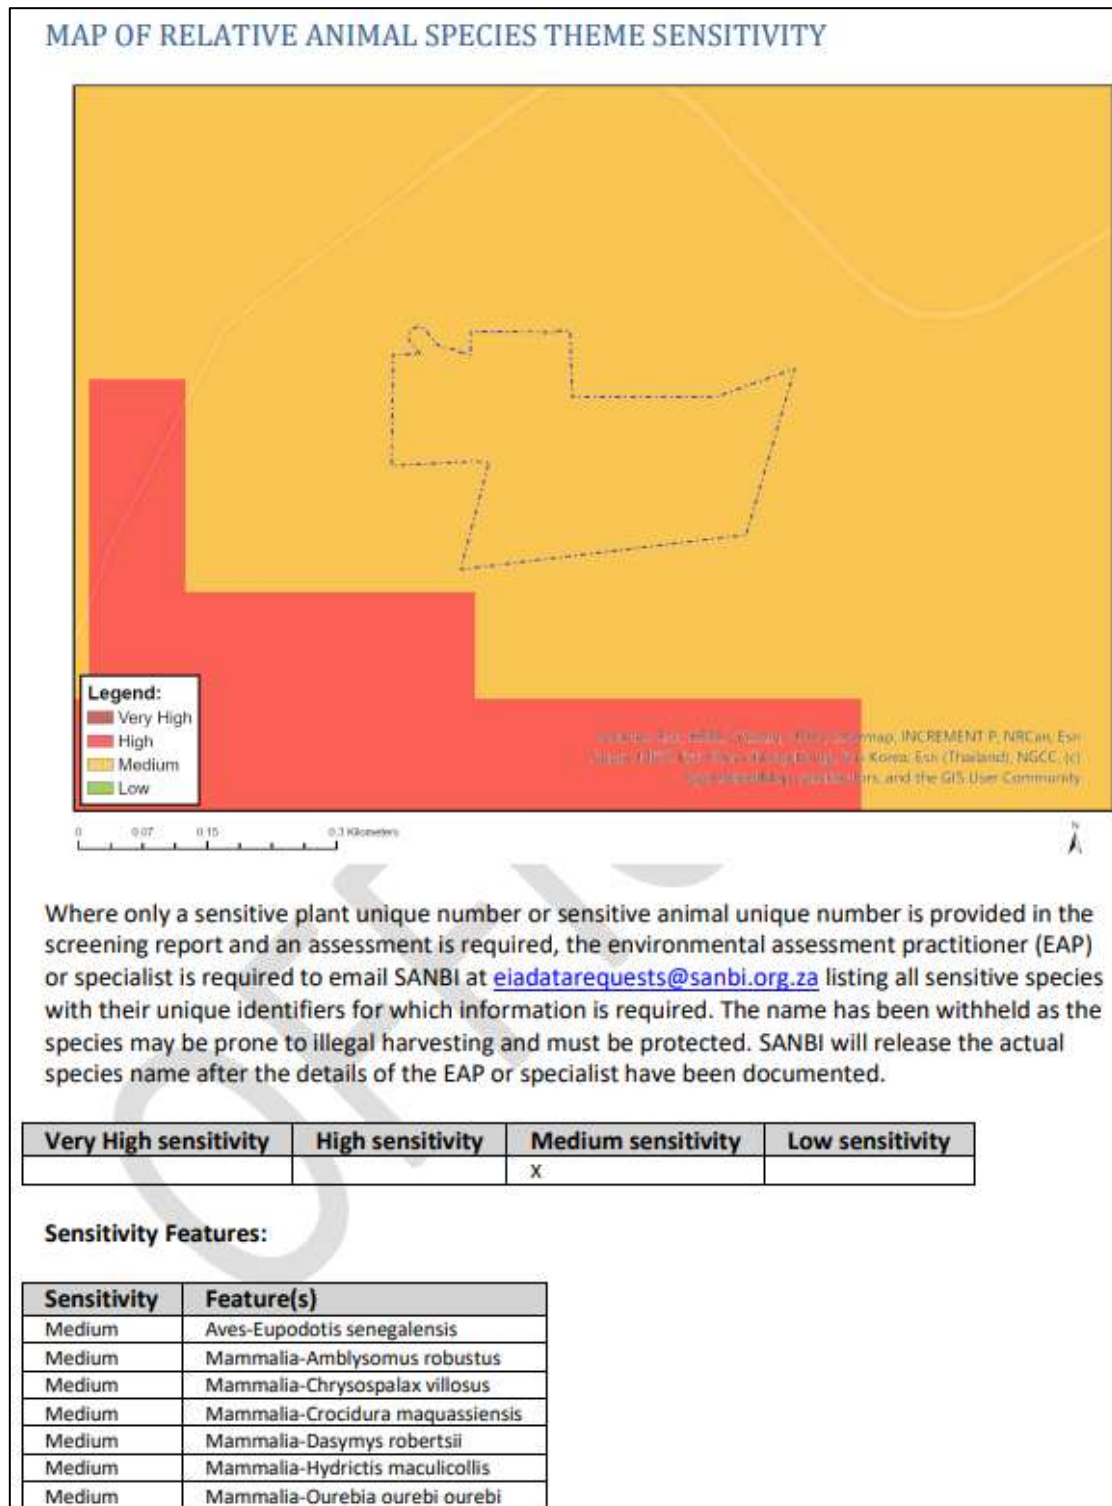 MAP OF RELATIVE ANIMAL SPECIES THEME SENSITIVITY
Legend:
Very High
High
Medium
Low
INCREMENT P, NRCan, Esri
Korea, Esri (Thailand), NGCC, (c)
and the GIS User Community
0 0.07 0.15 0.3 Kilometers
N
Where only a sensitive plant unique number or sensitive animal unique number is provided in the
screening report and an assessment is required, the environmental assessment practitioner (EAP)
or specialist is required to email SANBI at eiadatarequests@sanbi.org.za listing all sensitive species
with their unique identifiers for which information is required. The name has been withheld as the
species may be prone to illegal harvesting and must be protected. SANBI will release the actual
species name after the details of the EAP or specialist have been documented.
Very High sensitivity High sensitivity Medium sensitivity Low sensitivity
X
Sensitivity Features:
Sensitivity Feature(s)
Medium Aves-Eupodotis senegalensis
Medium Mammalia-Amblysomus robustus
Medium Mammalia-Chrysospalax villosus
Medium Mammalia-Crocidura maquassiensis
Medium Mammalia-Dasymys robertsii
Medium Mammalia-Hydrictis maculicollis
Medium Mammalia-Ourebia ourebi ourebi